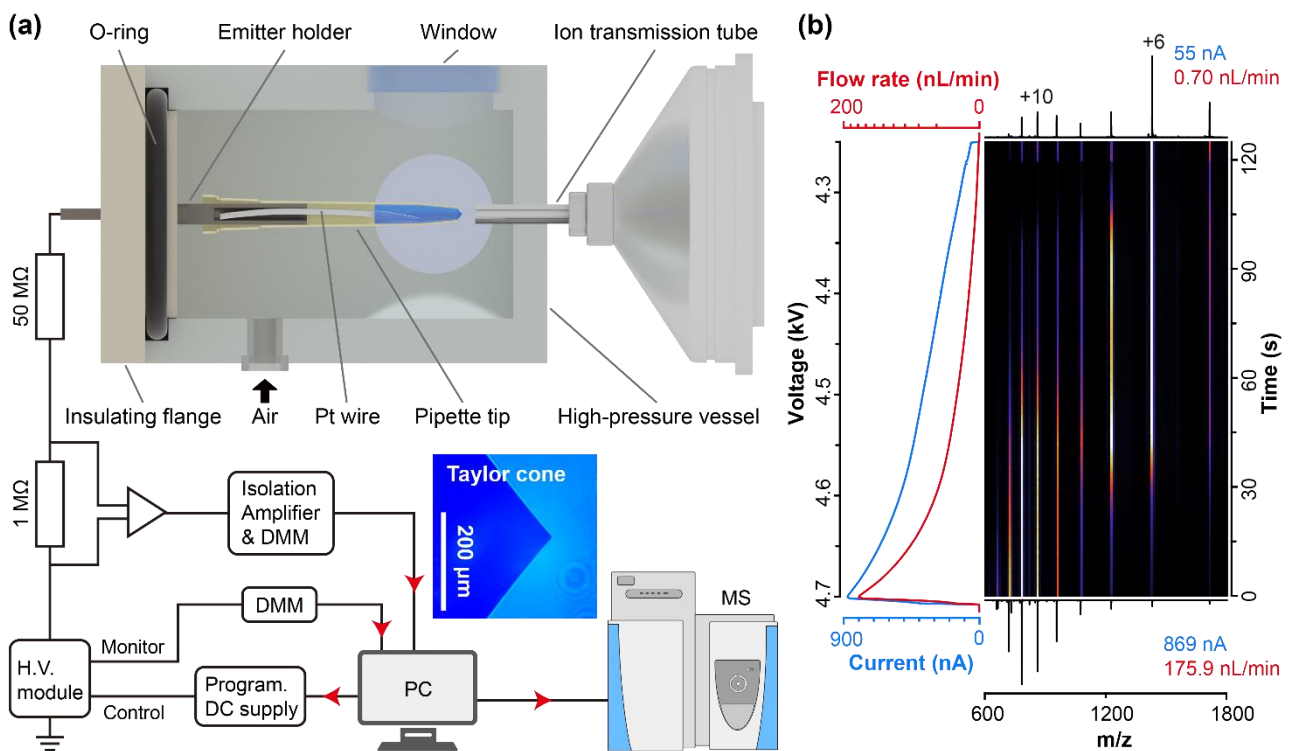 (a)
O-ring
Emitter holder
Window
Ion transmission tube
50 MΩ
Insulating flange
Air
Pt wire
Pipette tip
High-pressure vessel
1 MΩ
Isolation
Amplifier
& DMM
Taylor cone
200 μm
DMM
MS
Monitor
H.V.
module
Control
Program.
DC supply
PC
(b)
+6
55 nA
0.70 nL/min
Flow rate (nL/min)
+10
200
0
120
4.3
90
4.4
Voltage (kV)
Time (s)
60
4.5
30
4.6
4.7
0
900
0
Current (nA)
869 nA
175.9 nL/min
600
1200
1800
m/z